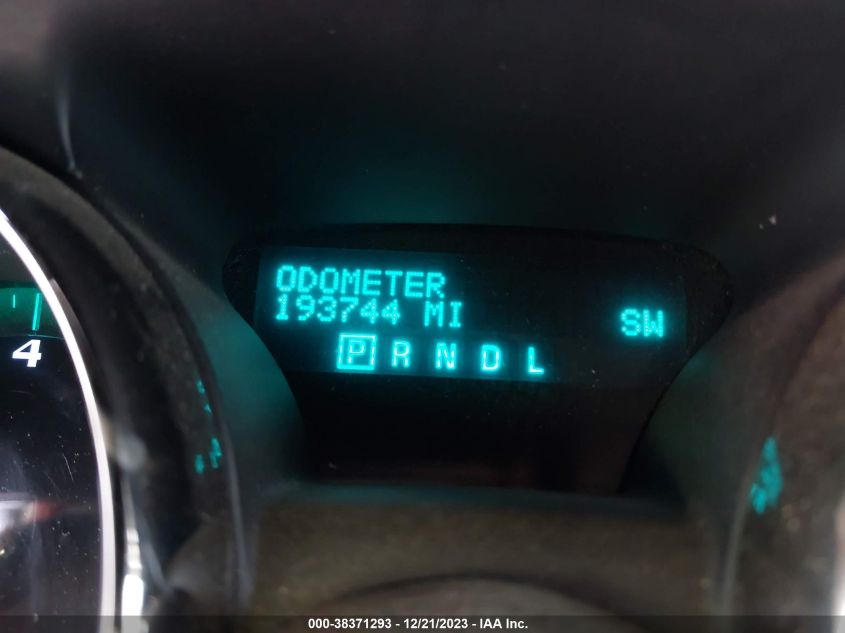 ODOMETER
193744 MI
SW
P R N D L
4
000-38371293 - 12/21/2023 - IAA Inc.